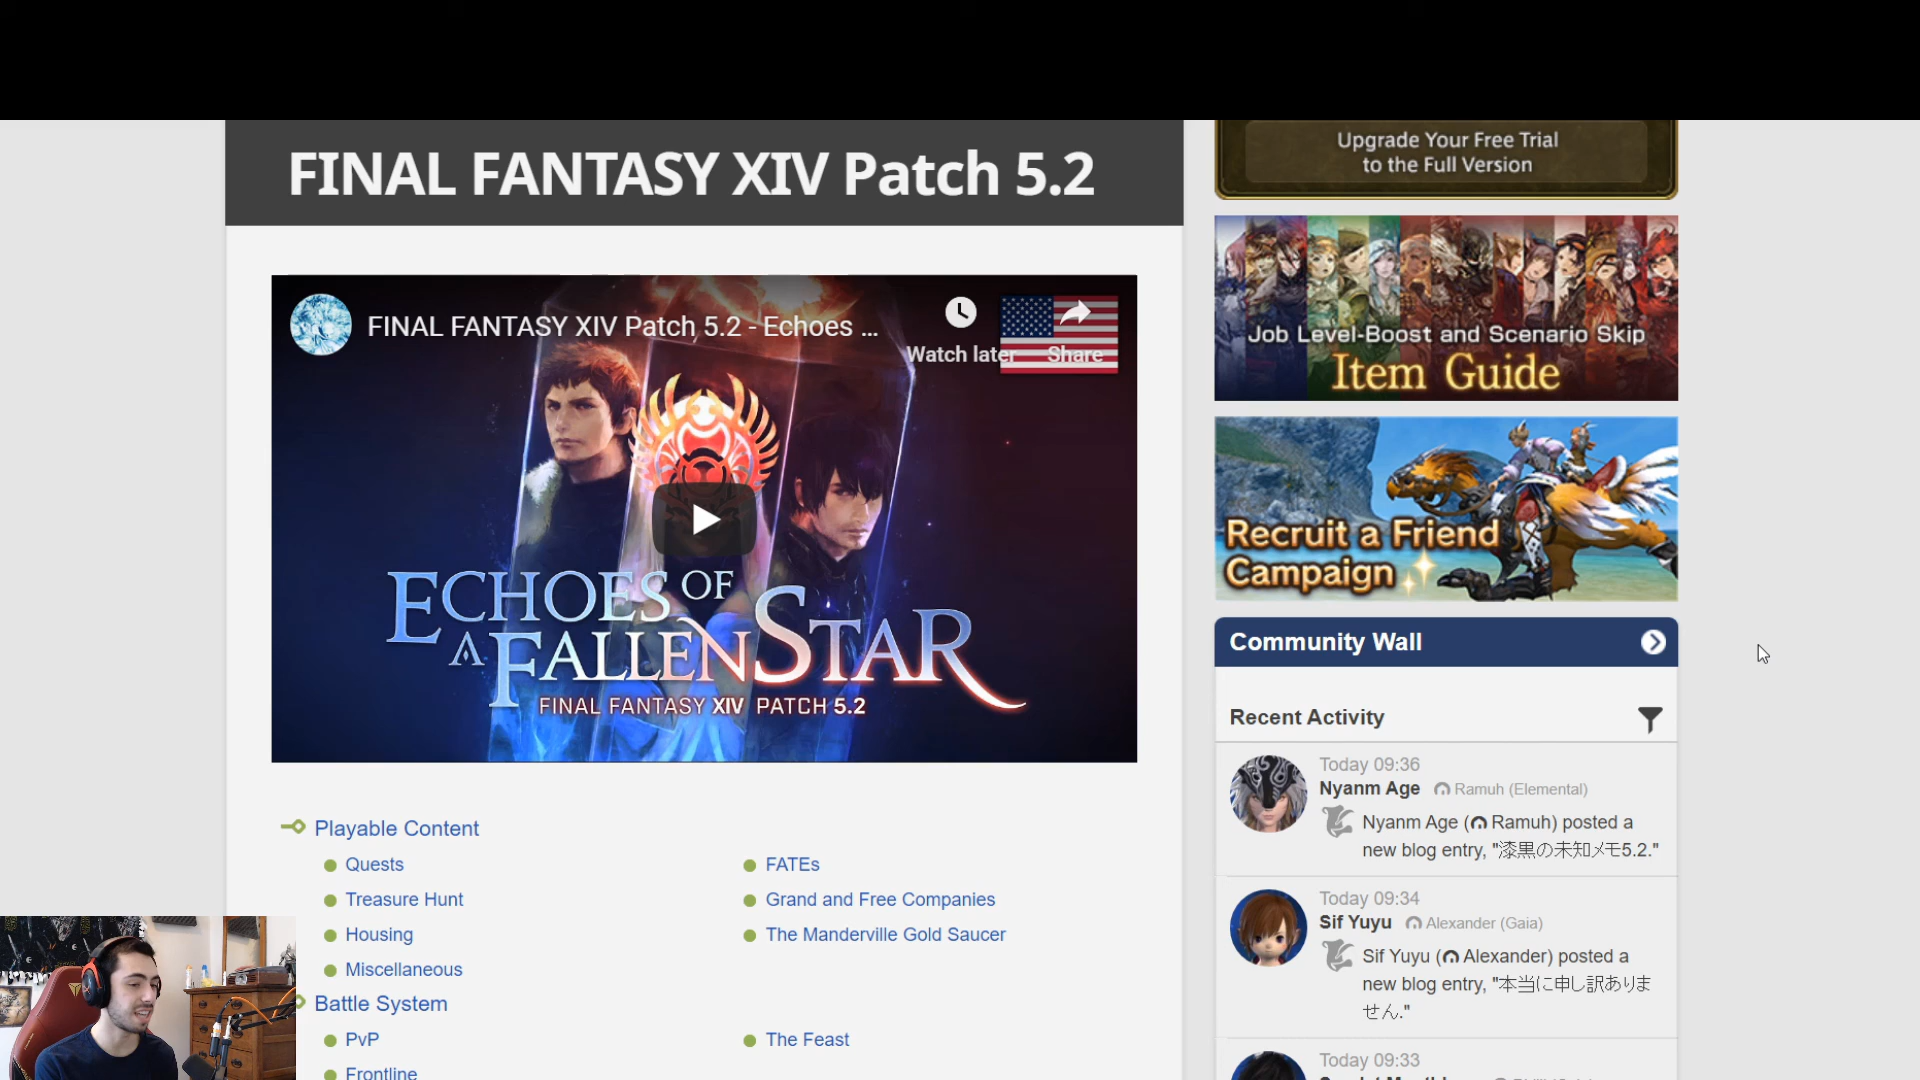 FINAL FANTASY XIV Patch 5.2
FINAL FANTASY XIV Patch 5.2 - Echoes ...
Watch later
Share
ECHOES OF
A FALLEN STAR
FINAL FANTASY XIV PATCH 5.2
Playable Content
Quests
FATEs
Treasure Hunt
Grand and Free Companies
Housing
The Manderville Gold Saucer
Miscellaneous
Battle System
PvP
The Feast
Frontline
Upgrade Your Free Trial
to the Full Version
Job Level-Boost and Scenario Skip
Item Guide
Recruit a Friend
Campaign
Community Wall
Recent Activity
Today 09:36
Nyanm Age Ramuh (Elemental)
Nyanm Age (Ramuh) posted a
new blog entry, "漆黒の未知メモ5.2."
Today 09:34
Sif Yuyu Alexander (Gaia)
Sif Yuyu (Alexander) posted a
new blog entry, "本当に申し訳ありま
せん."
Today 09:33